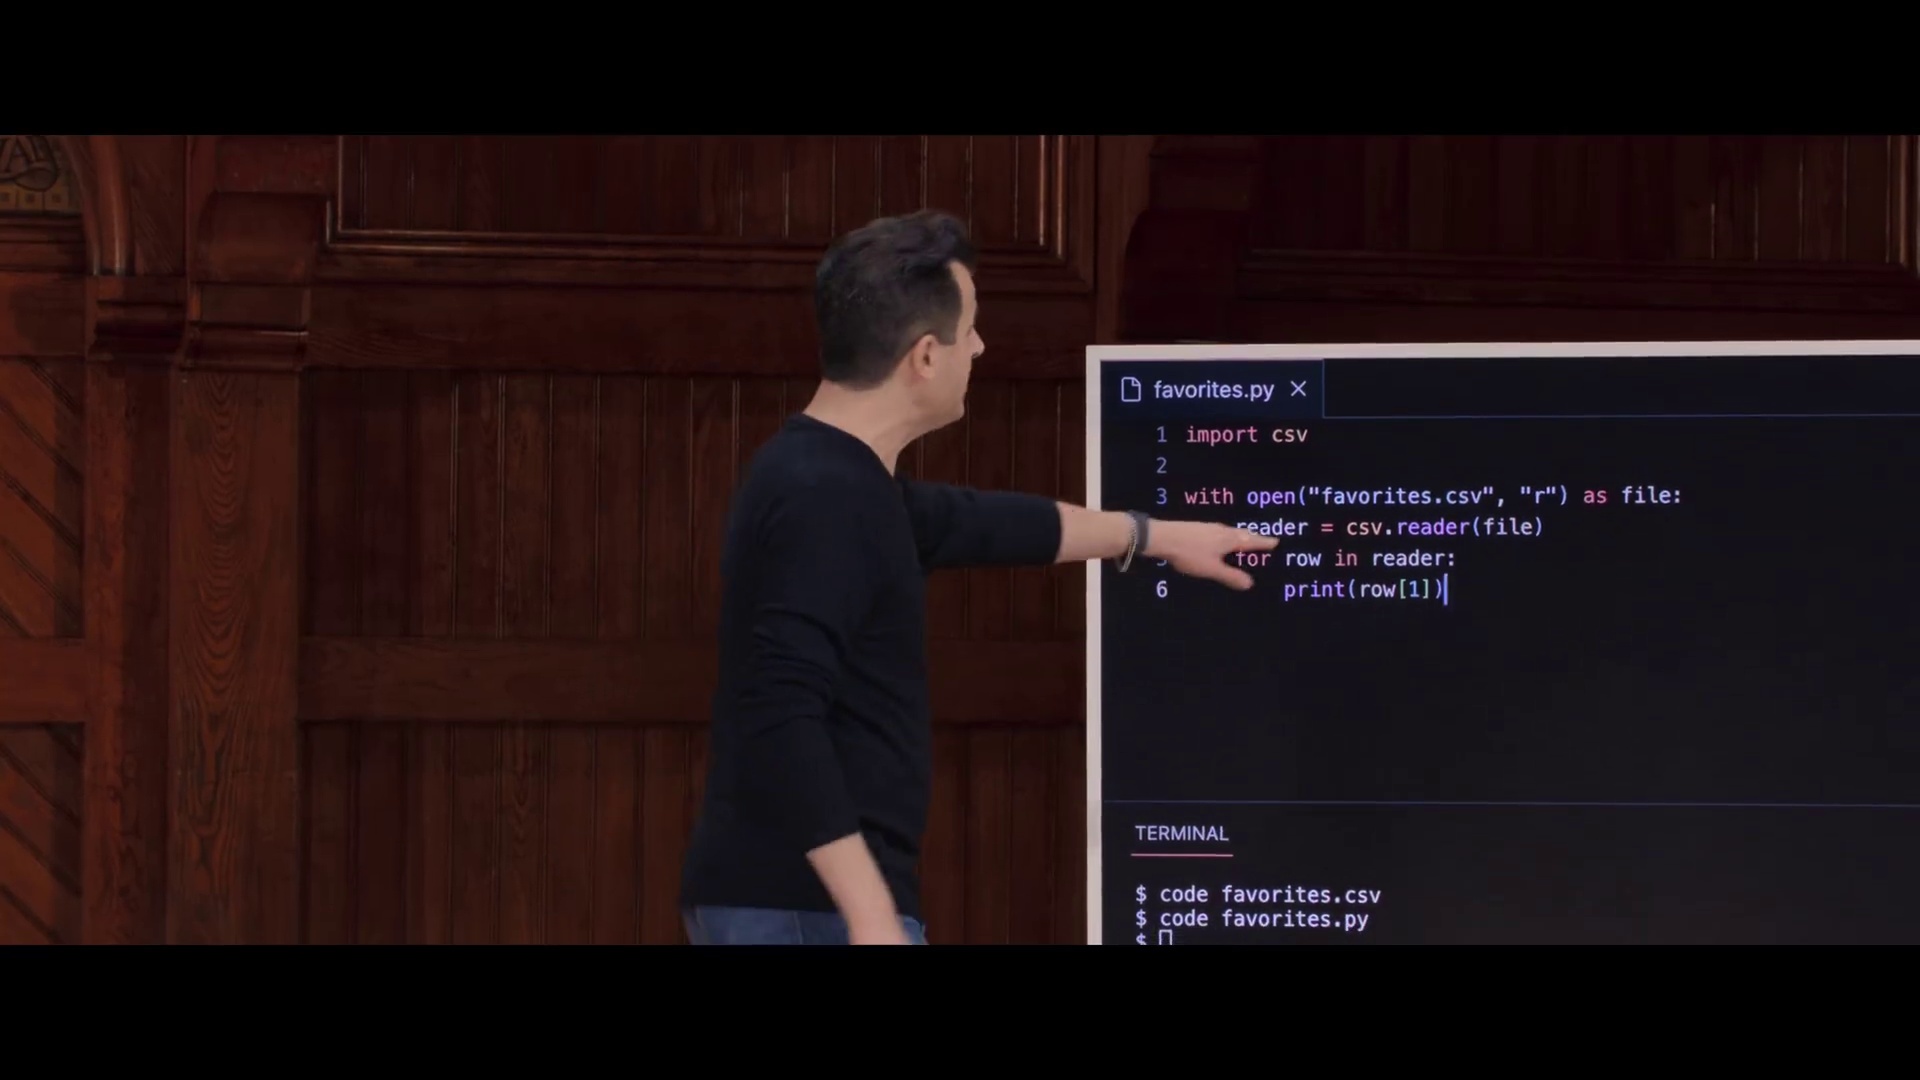 favorites.py
1 import csv
2
3 with open("favorites.csv", "r") as file:
reader = csv.reader(file)
for row in reader:
6 print(row[1])
TERMINAL
$ code favorites.csv
$ code favorites.py
$